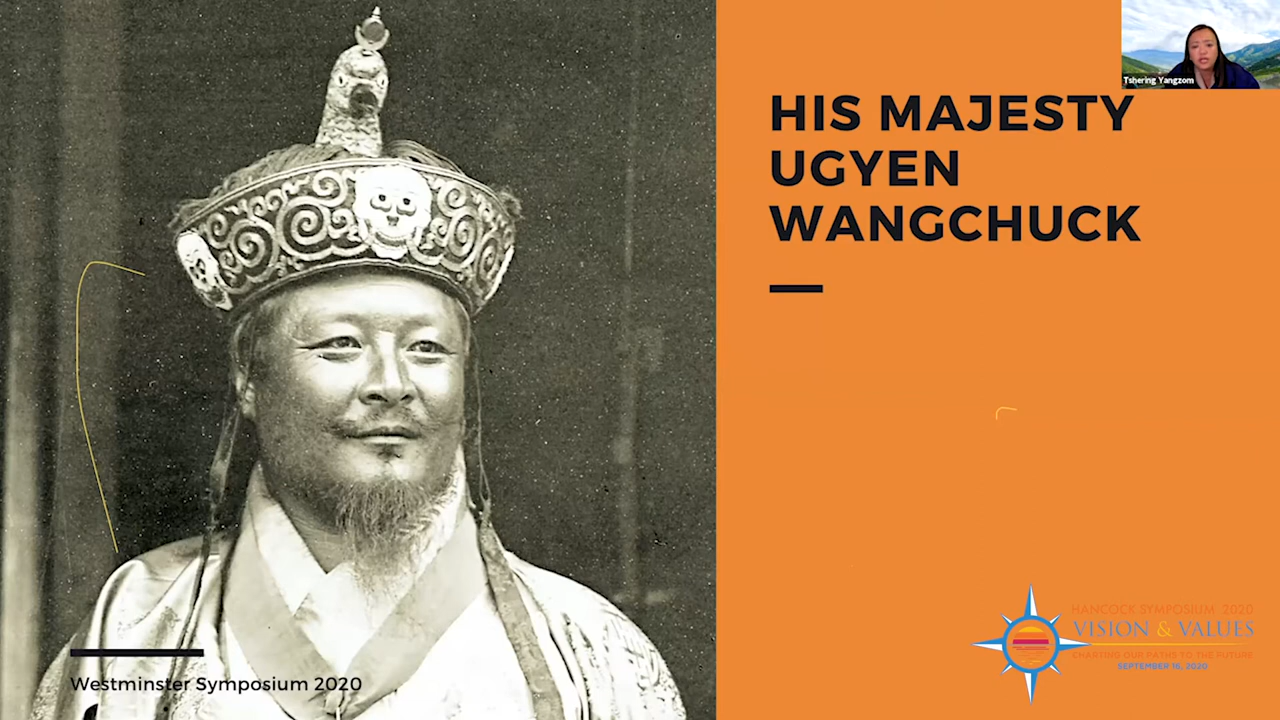 Tshering Yangzom
HIS MAJESTY
UGYEN
WANGCHUCK
HANCOCK SYMPOSIUM 2020
VISION & VALUES
CHARTING OUR PATHS TO THE FUTURE
SEPTEMBER 16, 2020
Westminster Symposium 2020